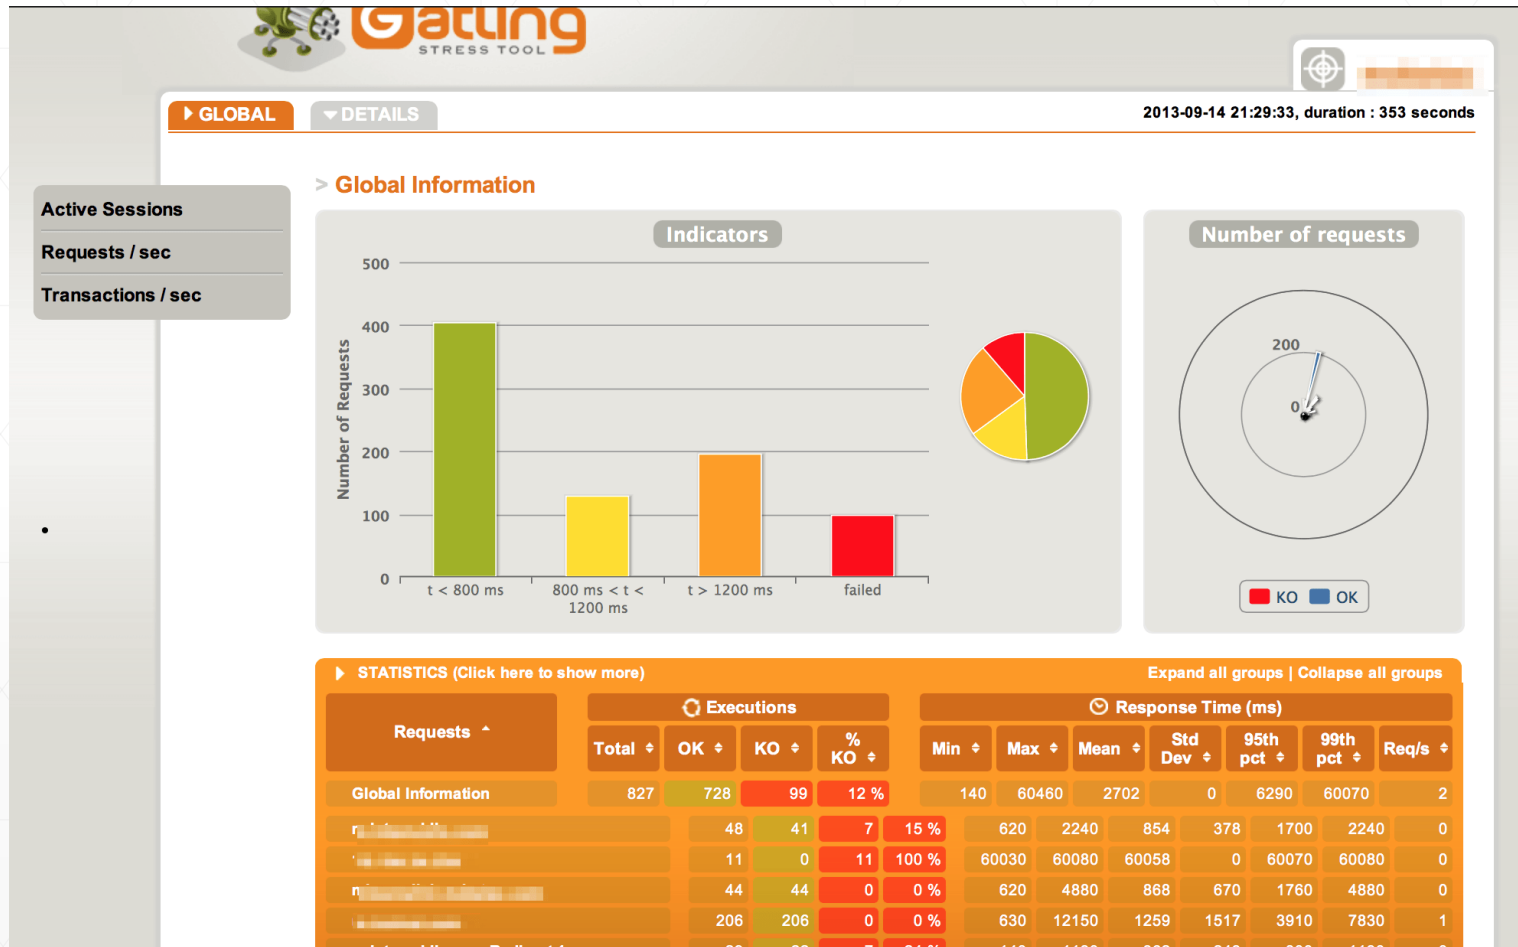 Gatling
STRESS TOOL
GLOBAL
DETAILS
2013-09-14 21:29:33, duration : 353 seconds
Active Sessions
Requests / sec
Transactions / sec
> Global Information
Indicators
Number of Requests
500
400
300
200
100
0
t < 800 ms
800 ms < t <
1200 ms
t > 1200 ms
failed
Number of requests
200
0
KO
OK
STATISTICS (Click here to show more)
Expand all groups | Collapse all groups
Requests
Executions
Response Time (ms)
Total
OK
KO
%
KO
Min
Max
Mean
Std
Dev
95th
pct
99th
pct
Req/s
Global Information 827 728 99 12 % 140 60460 2702 0 6290 60070 2
48 41 7 15 % 620 2240 854 378 1700 2240 0
11 0 11 100 % 60030 60080 60058 0 60070 60080 0
44 44 0 0 % 620 4880 868 670 1760 4880 0
206 206 0 0 % 630 12150 1259 1517 3910 7830 1